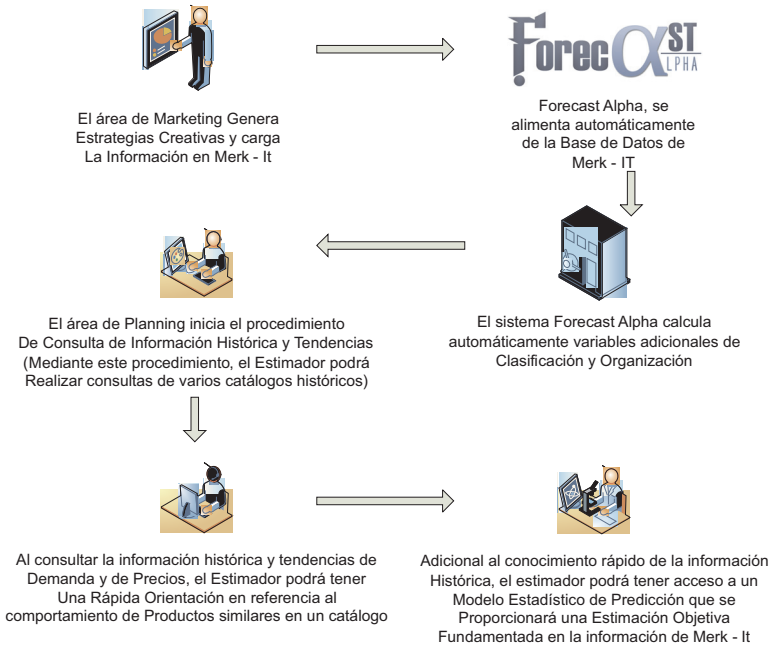 El área de Marketing Genera
Estrategias Creativas y carga
La Información en Merk - It
ForecαST
LPHA
Forecast Alpha, se
alimenta automáticamente
de la Base de Datos de
Merk - IT
El sistema Forecast Alpha calcula
automáticamente variables adicionales de
Clasificación y Organización
El área de Planning inicia el procedimiento
De Consulta de Información Histórica y Tendencias
(Mediante este procedimiento, el Estimador podrá
Realizar consultas de varios catálogos históricos)
Al consultar la información histórica y tendencias de
Demanda y de Precios, el Estimador podrá tener
Una Rápida Orientación en referencia al
comportamiento de Productos similares en un catálogo
Adicional al conocimiento rápido de la información
Histórica, el estimador podrá tener acceso a un
Modelo Estadístico de Predicción que se
Proporcionará una Estimación Objetiva
Fundamentada en la información de Merk - It